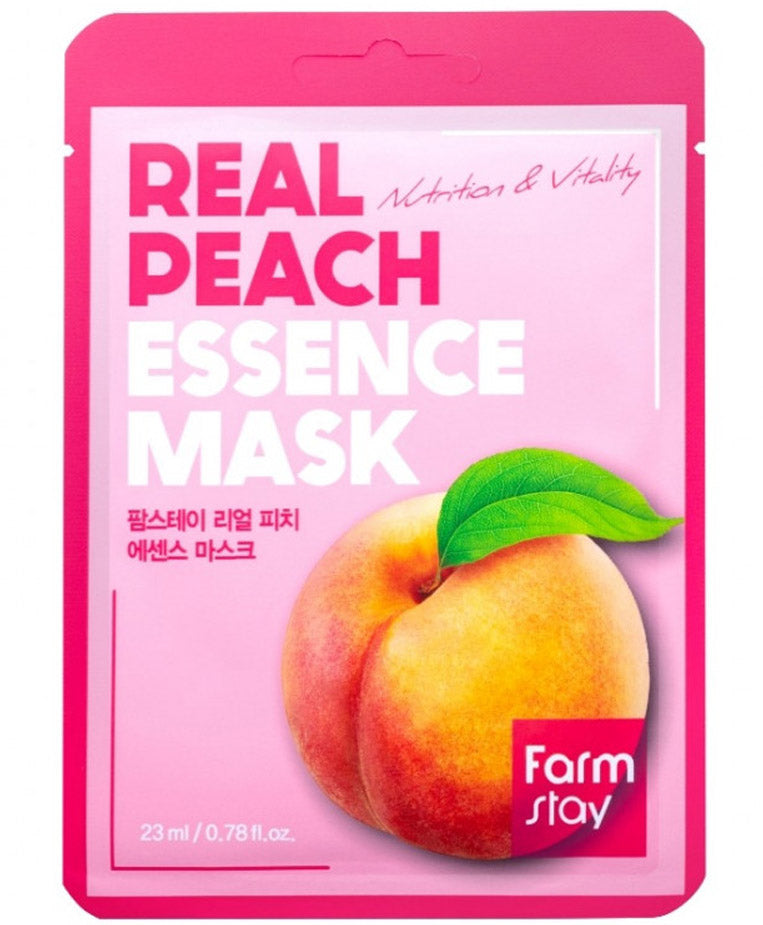 REAL
Nutrition & Vitality
PEACH
ESSENCE
MASK
팜스테이 리얼 피치
에센스 마스크
23 ml / 0.78 fl.oz.
Farm
stay